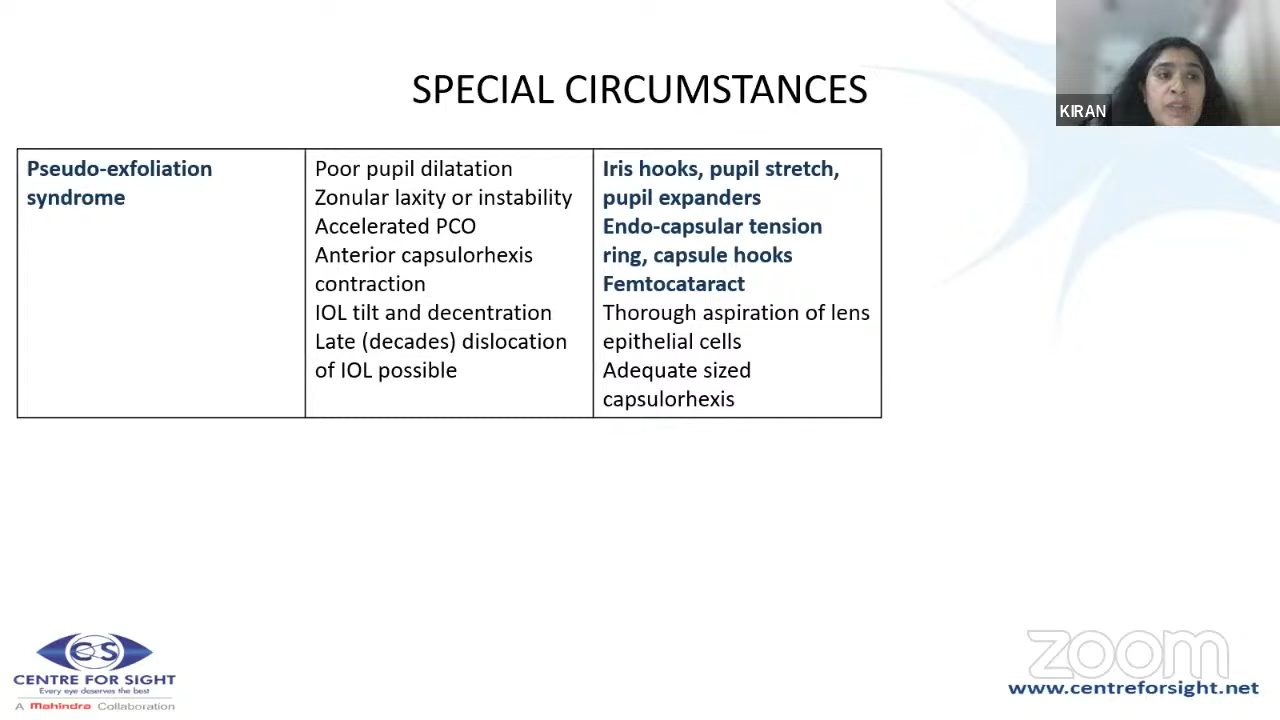 SPECIAL CIRCUMSTANCES
KIRAN
Pseudo-exfoliation
syndrome
Poor pupil dilatation
Zonular laxity or instability
Accelerated PCO
Anterior capsulorhexis
contraction
IOL tilt and decentration
Late (decades) dislocation
of IOL possible
Iris hooks, pupil stretch,
pupil expanders
Endo-capsular tension
ring, capsule hooks
Femtocataract
Thorough aspiration of lens
epithelial cells
Adequate sized
capsulorhexis
CS
CENTRE FOR SIGHT
Every eye deserves the best
A Mahindra Collaboration
zoom
www.centreforsight.net